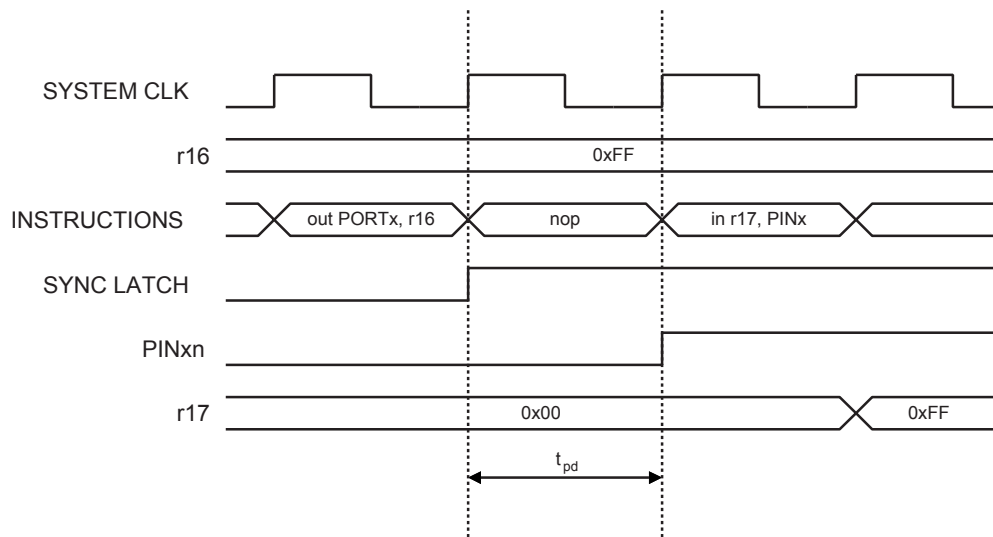 SYSTEM CLK
r16
0xFF
INSTRUCTIONS
out PORTx, r16
nop
in r17, PINx
SYNC LATCH
PINxn
r17
0x00
0xFF
tpd